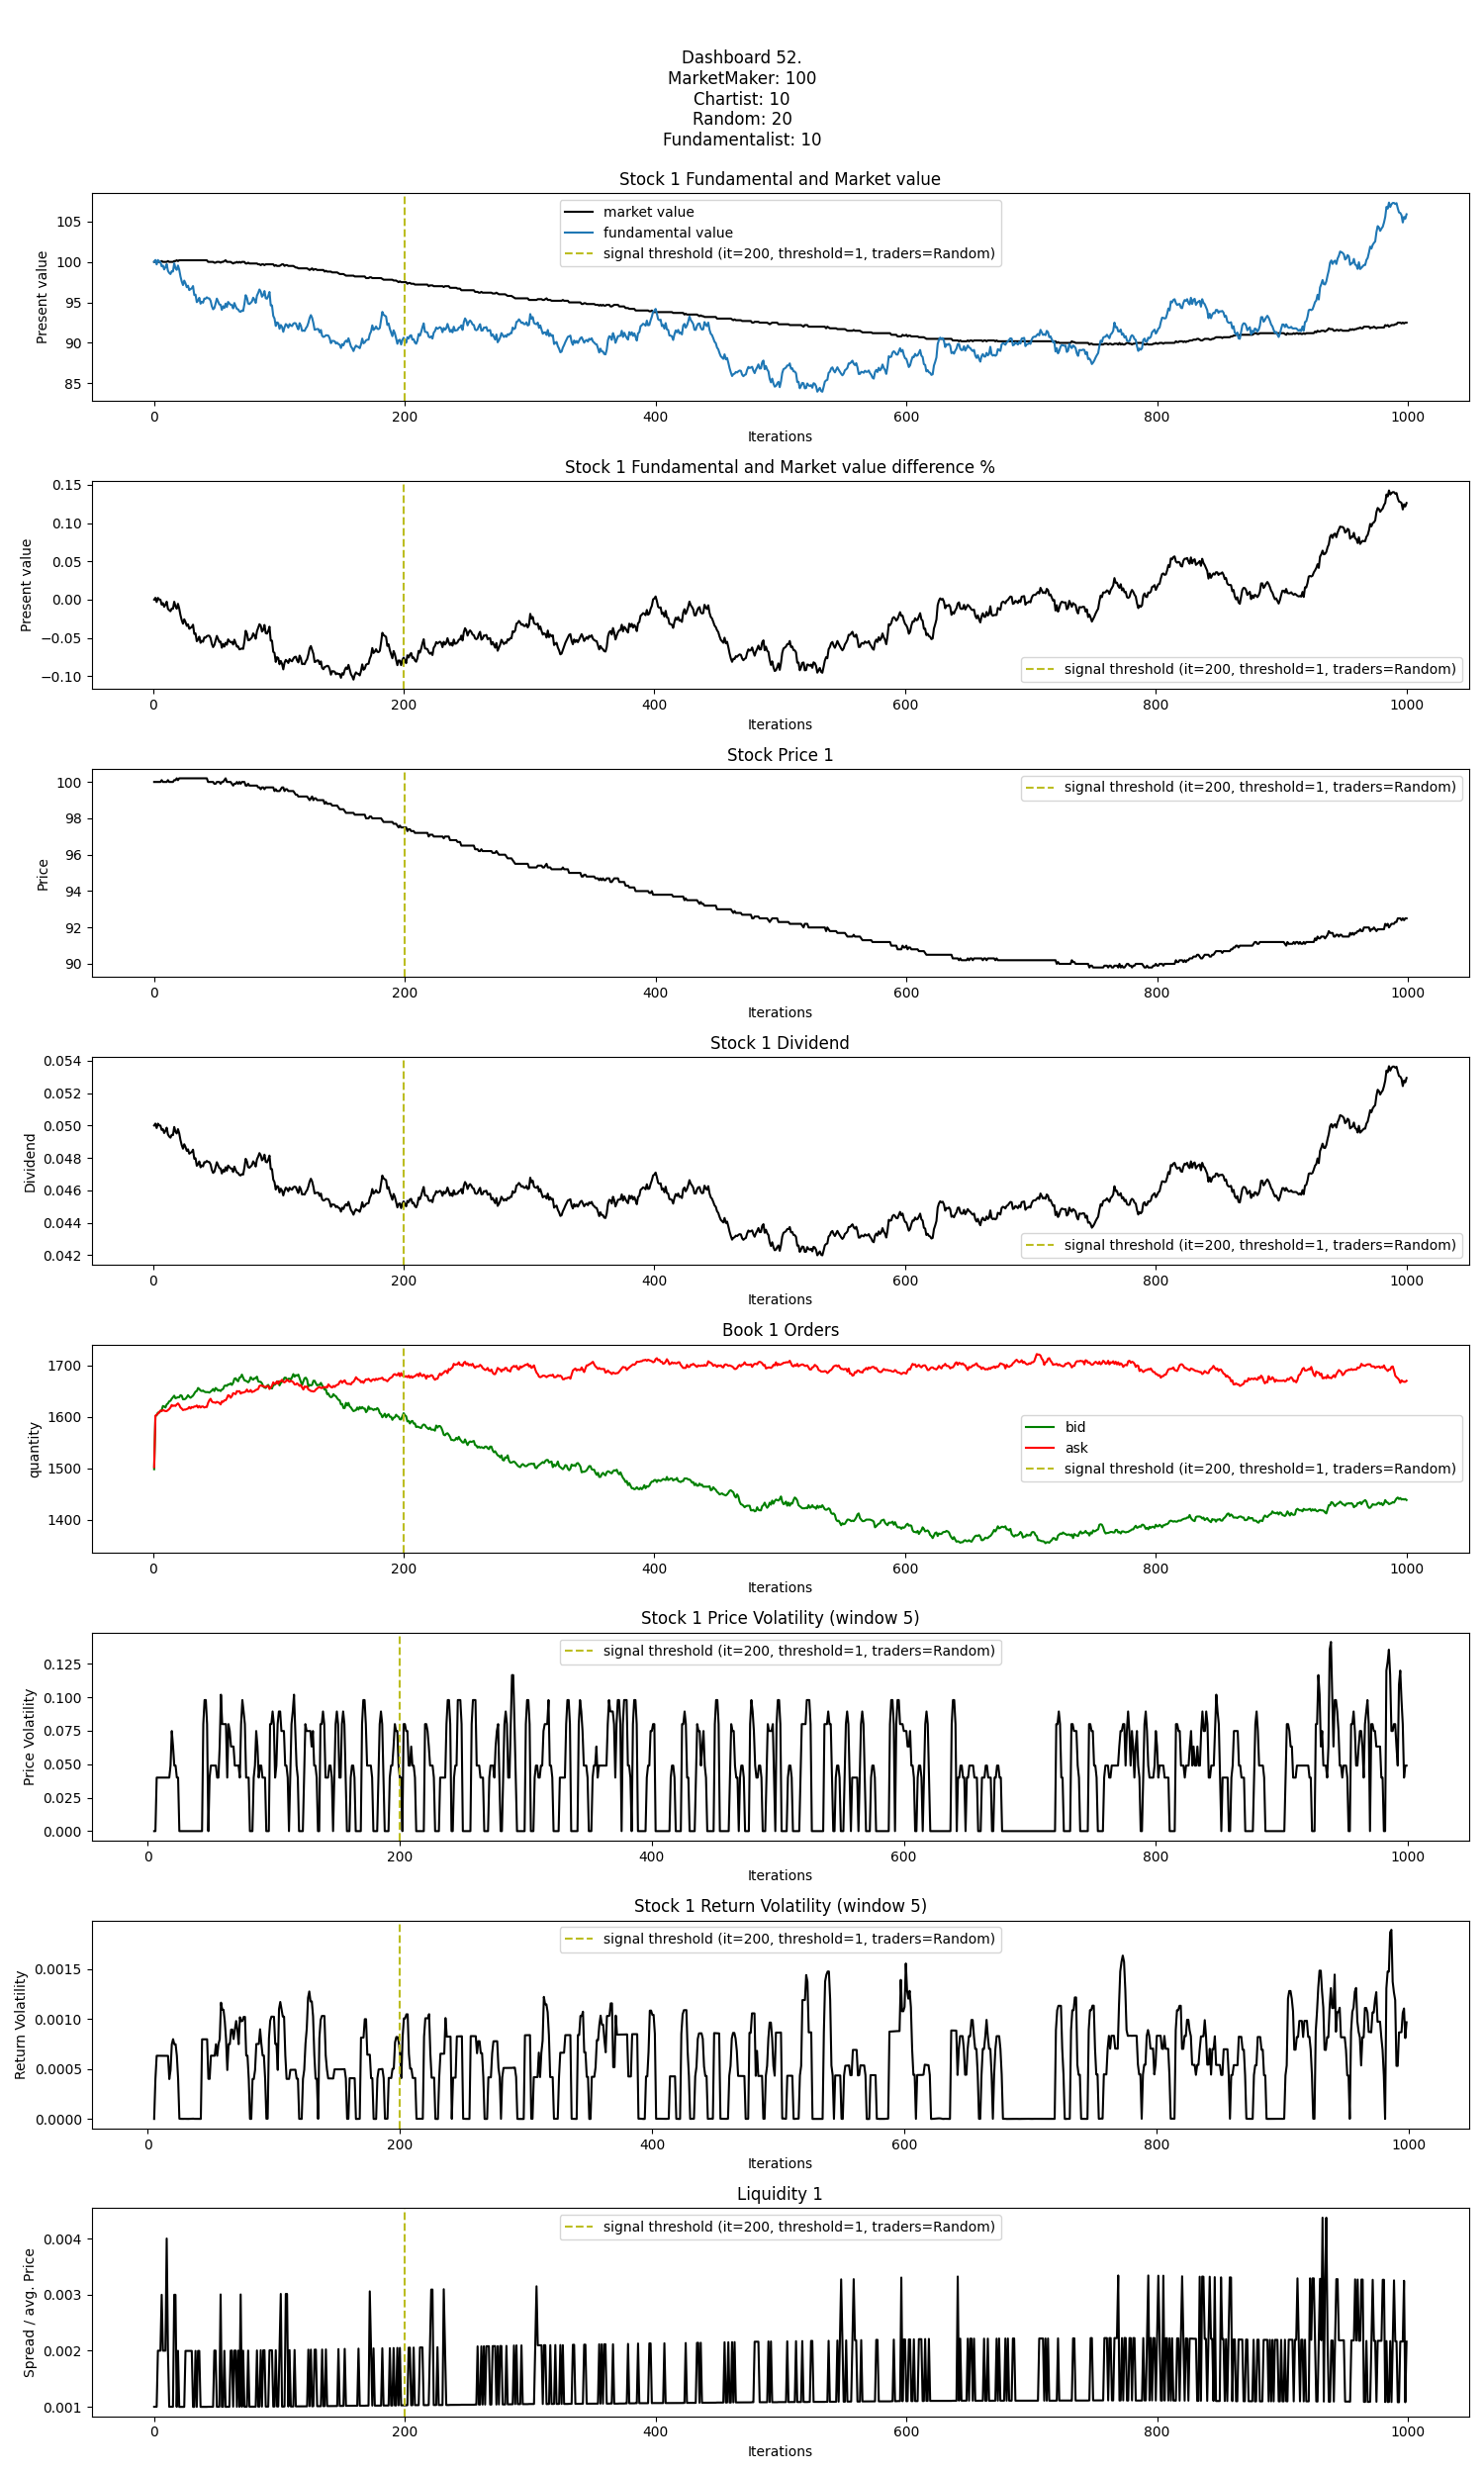 Dashboard 52.
MarketMaker: 100
Chartist: 10
Random: 20
Fundamentalist: 10
Stock 1 Fundamental and Market value
market value
fundamental value
signal threshold (it=200, threshold=1, traders=Random)
Present value
105
100
95
90
85
0 200 400 600 800 1000
Iterations
Stock 1 Fundamental and Market value difference %
Present value
0.15
0.10
0.05
0.00
−0.05
−0.10
signal threshold (it=200, threshold=1, traders=Random)
0 200 400 600 800 1000
Iterations
Stock Price 1
signal threshold (it=200, threshold=1, traders=Random)
Price
100
98
96
94
92
90
0 200 400 600 800 1000
Iterations
Stock 1 Dividend
Dividend
0.054
0.052
0.050
0.048
0.046
0.044
0.042
signal threshold (it=200, threshold=1, traders=Random)
0 200 400 600 800 1000
Iterations
Book 1 Orders
quantity
1700
1600
1500
1400
bid
ask
signal threshold (it=200, threshold=1, traders=Random)
0 200 400 600 800 1000
Iterations
Stock 1 Price Volatility (window 5)
signal threshold (it=200, threshold=1, traders=Random)
Price Volatility
0.125
0.100
0.075
0.050
0.025
0.000
0 200 400 600 800 1000
Iterations
Stock 1 Return Volatility (window 5)
signal threshold (it=200, threshold=1, traders=Random)
Return Volatility
0.0015
0.0010
0.0005
0.0000
0 200 400 600 800 1000
Iterations
Liquidity 1
signal threshold (it=200, threshold=1, traders=Random)
Spread / avg. Price
0.004
0.003
0.002
0.001
0 200 400 600 800 1000
Iterations